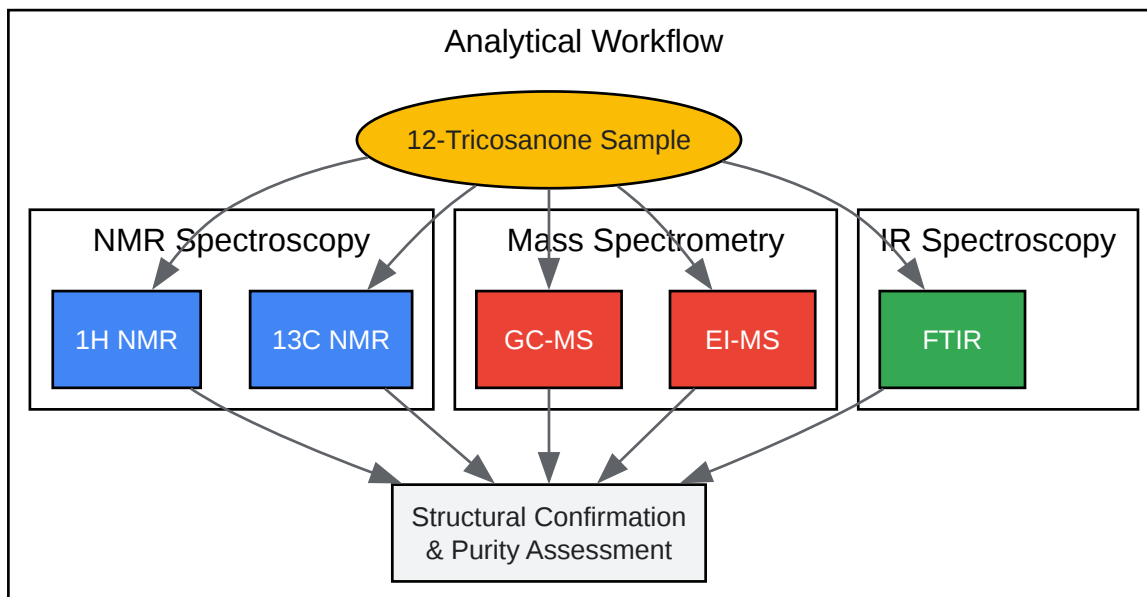 Analytical Workflow
12-Tricosanone Sample
NMR Spectroscopy
Mass Spectrometry
IR Spectroscopy
1H NMR
13C NMR
GC-MS
EI-MS
FTIR
Structural Confirmation
& Purity Assessment